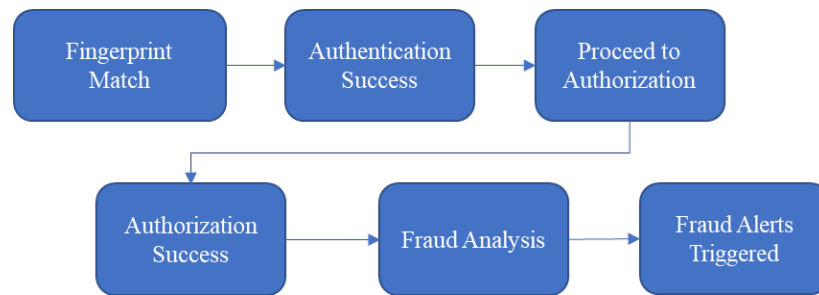 Fingerprint
Match
Authentication
Success
Proceed to
Authorization
Authorization
Success
Fraud Analysis
Fraud Alerts
Triggered